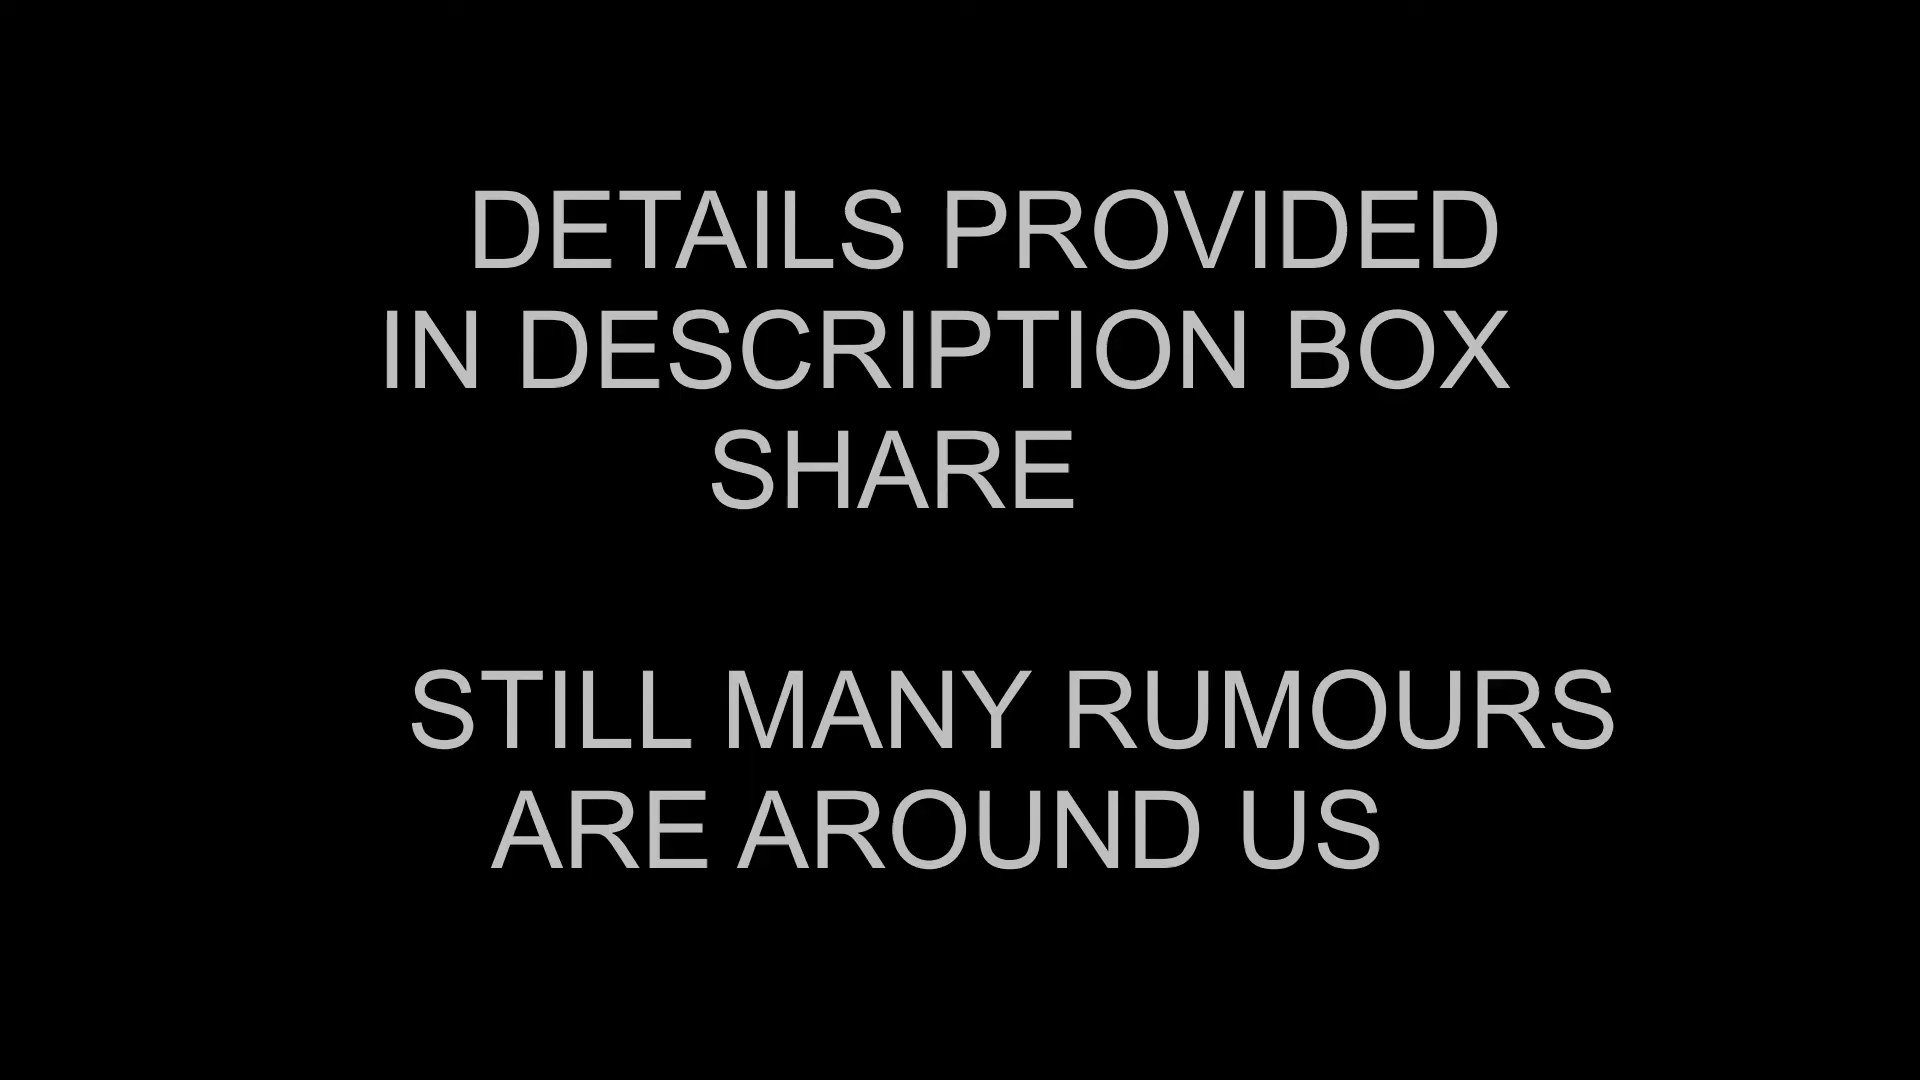 DETAILS PROVIDED
IN DESCRIPTION BOX
SHARE
STILL MANY RUMOURS
ARE AROUND US